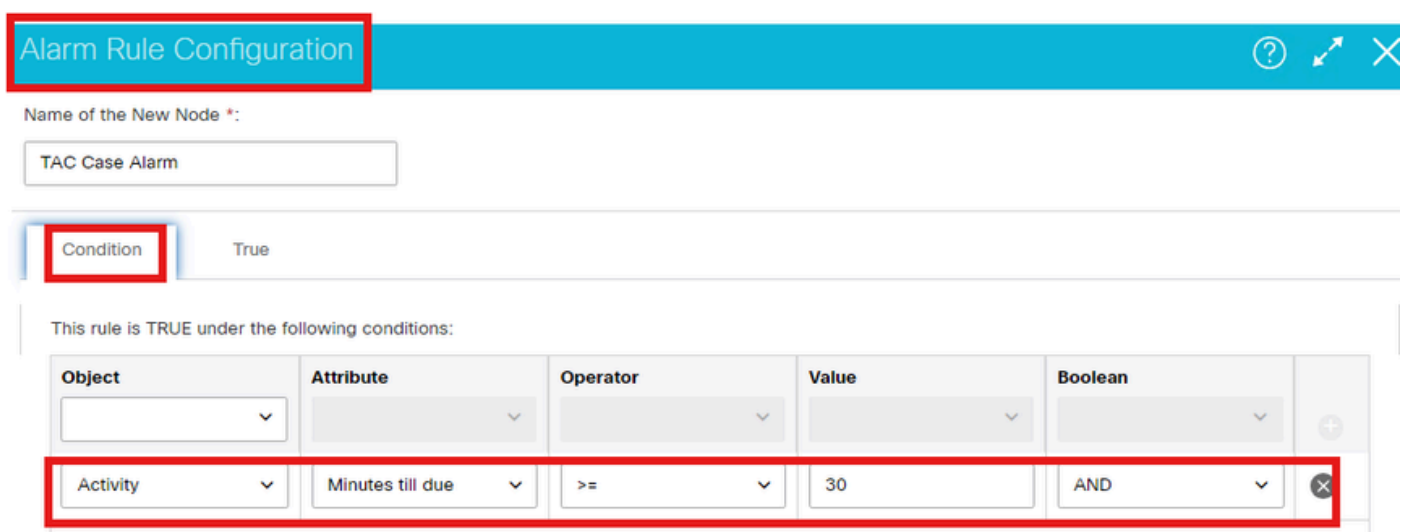 Alarm Rule Configuration
Name of the New Node *:
TAC Case Alarm
Condition True
This rule is TRUE under the following conditions:
Object Attribute Operator Value Boolean
Activity Minutes till due >= 30 AND